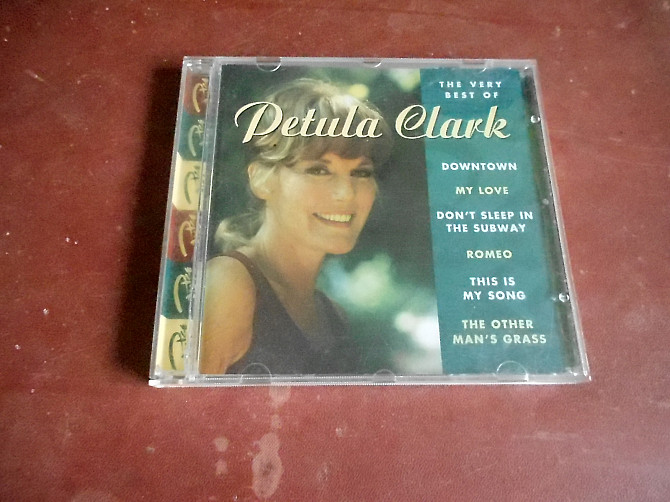 THE VERY
BEST OF
Petula Clark
DOWNTOWN
MY LOVE
DON'T SLEEP IN
THE SUBWAY
ROMEO
THIS IS
MY SONG
THE OTHER
MAN'S GRASS